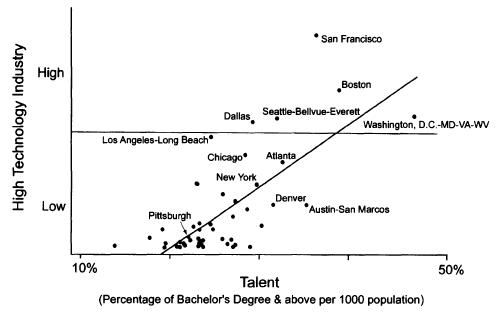 San Francisco
High
Boston
Dallas
Seattle-Bellvue-Everett
Washington, D.C.-MD-VA-WV
Los Angeles-Long Beach
Chicago
Atlanta
New York
Low
Denver
Austin-San Marcos
Pittsburgh
High Technology Industry
10%
50%
Talent
(Percentage of Bachelor's Degree & above per 1000 population)